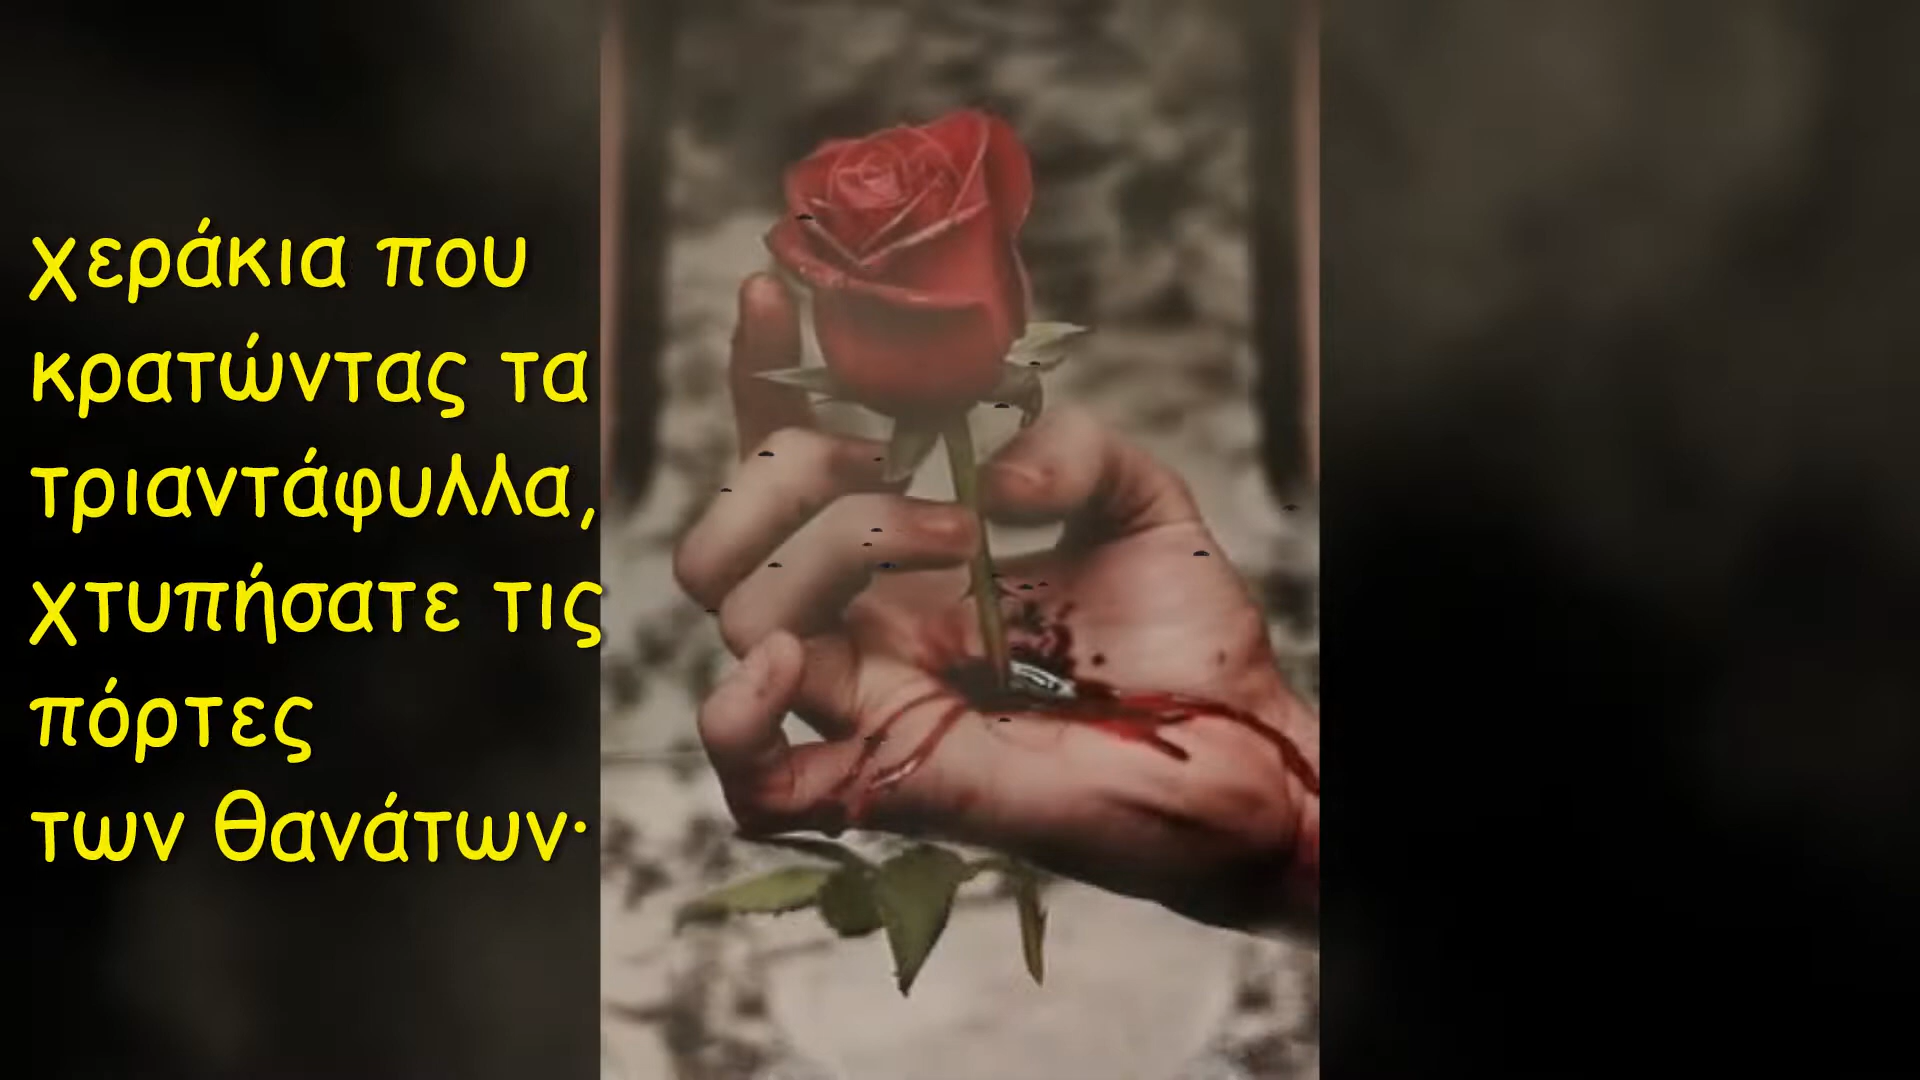 χεράκια που
κρατώντας τα
τριαντάφυλλα,
χτυπήσατε τις
πόρτες
των θανάτων·